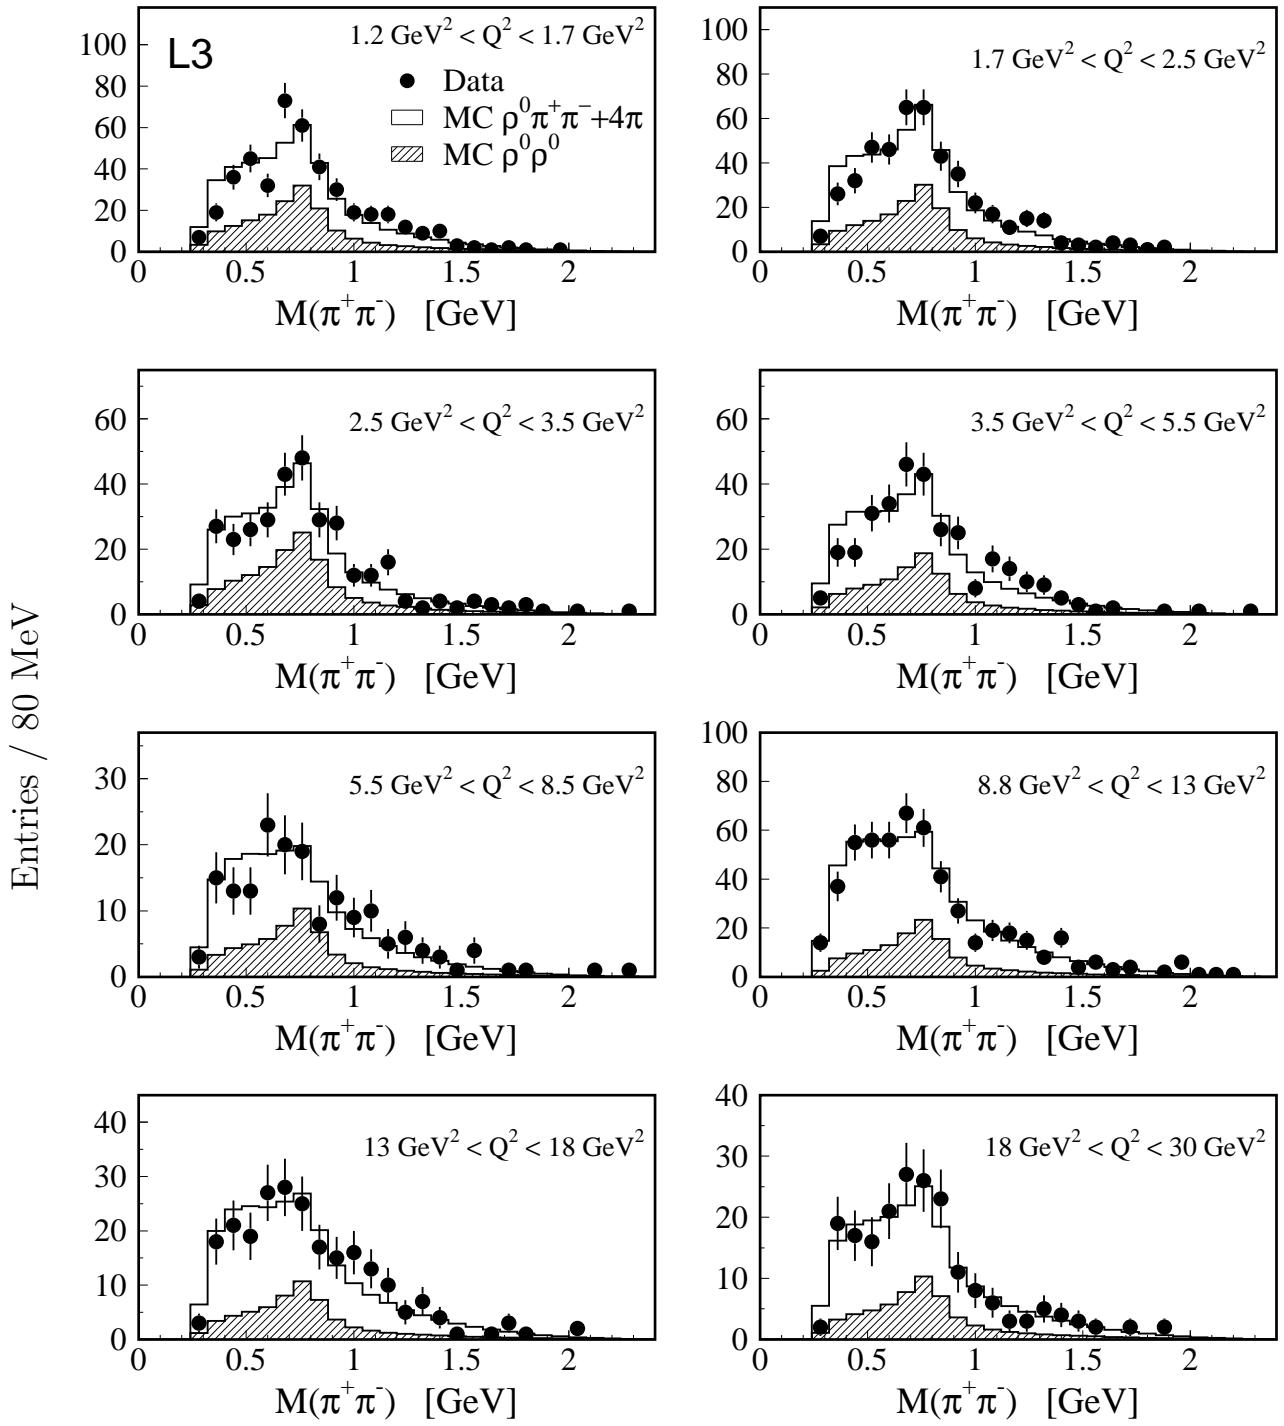 Entries / 80 MeV
L3
1.2 GeV² < Q² < 1.7 GeV²
Data
MC ρ⁰π⁺π⁻+4π
MC ρ⁰ρ⁰
100
80
60
40
20
0
0 0.5 1 1.5 2
M(π⁺π⁻) [GeV]
1.7 GeV² < Q² < 2.5 GeV²
100
80
60
40
20
0
0 0.5 1 1.5 2
M(π⁺π⁻) [GeV]
2.5 GeV² < Q² < 3.5 GeV²
60
40
20
0
0 0.5 1 1.5 2
M(π⁺π⁻) [GeV]
3.5 GeV² < Q² < 5.5 GeV²
60
40
20
0
0 0.5 1 1.5 2
M(π⁺π⁻) [GeV]
5.5 GeV² < Q² < 8.5 GeV²
30
20
10
0
0 0.5 1 1.5 2
M(π⁺π⁻) [GeV]
8.8 GeV² < Q² < 13 GeV²
100
80
60
40
20
0
0 0.5 1 1.5 2
M(π⁺π⁻) [GeV]
13 GeV² < Q² < 18 GeV²
40
30
20
10
0
0 0.5 1 1.5 2
M(π⁺π⁻) [GeV]
18 GeV² < Q² < 30 GeV²
40
30
20
10
0
0 0.5 1 1.5 2
M(π⁺π⁻) [GeV]